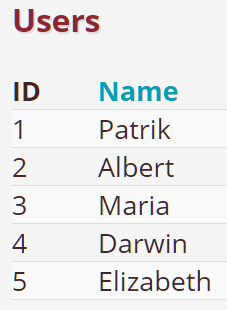 Users
ID Name
1 Patrik
2 Albert
3 Maria
4 Darwin
5 Elizabeth